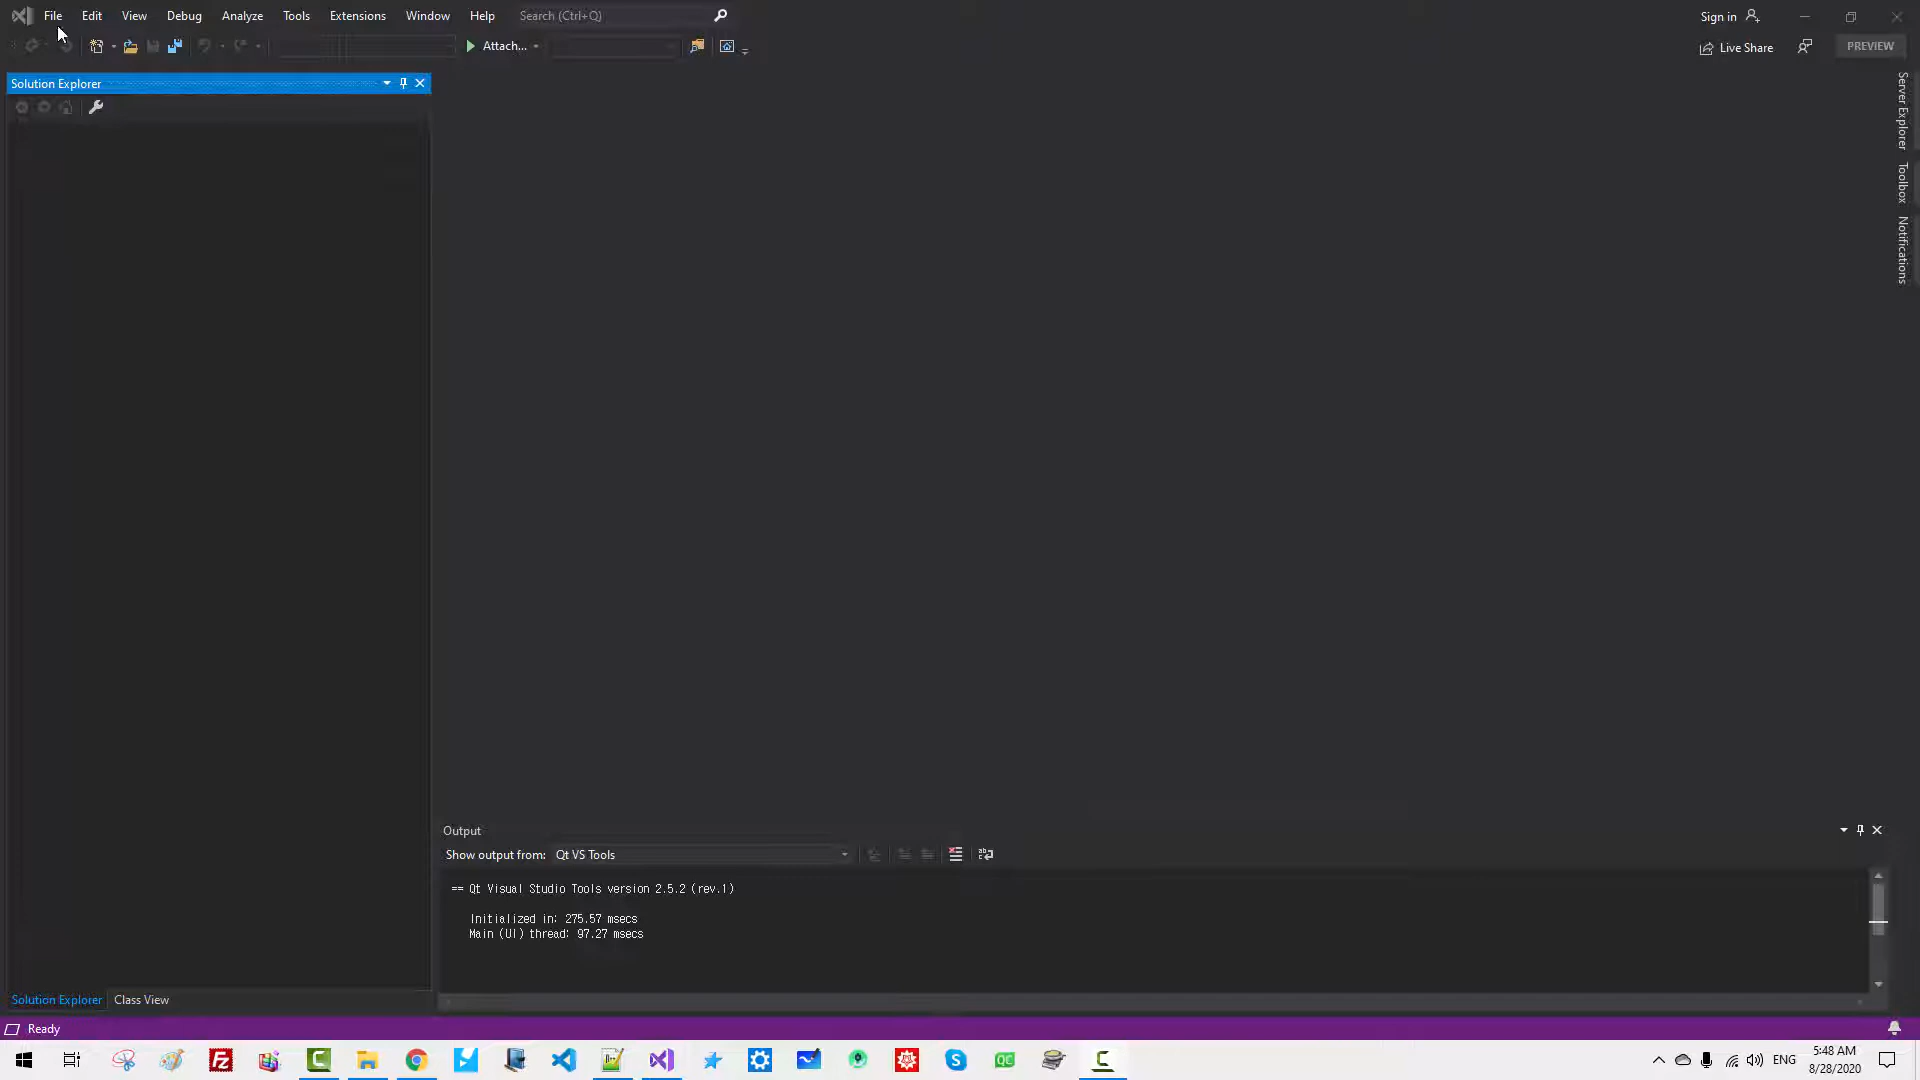 File Edit View Debug Analyze Tools Extensions Window Help Search (Ctrl+Q) Sign in
Attach... Live Share PREVIEW
Solution Explorer
Server Explorer
Toolbox
Notifications
Output
Show output from: Qt VS Tools
== Qt Visual Studio Tools version 2.5.2 (rev.1)
Initialized in: 275.57 msecs
Main (UI) thread: 97.27 msecs
Solution Explorer Class View
Ready
ENG 5:48 AM
8/28/2020